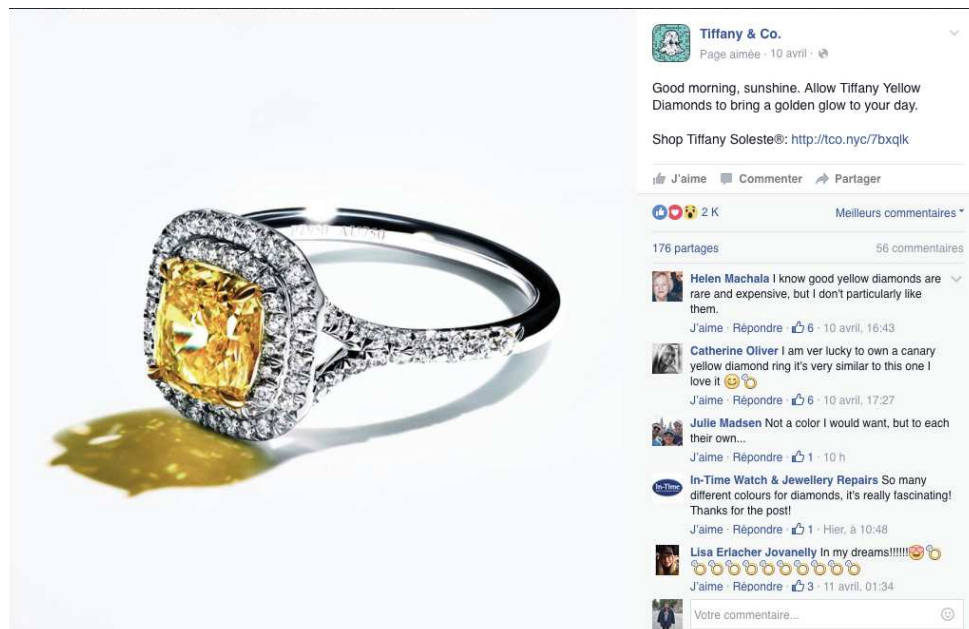 Tiffany & Co.
Page aimée · 10 avril ·
Good morning, sunshine. Allow Tiffany Yellow
Diamonds to bring a golden glow to your day.
Shop Tiffany Soleste®: http://tco.nyc/7bxqlk
J'aime Commenter Partager
2 K Meilleurs commentaires
176 partages 56 commentaires
Helen Machala I know good yellow diamonds are
rare and expensive, but I don't particularly like
them.
J'aime · Répondre · 6 · 10 avril, 16:43
Catherine Oliver I am ver lucky to own a canary
yellow diamond ring it's very similar to this one I
love it
J'aime · Répondre · 6 · 10 avril, 17:27
Julie Madsen Not a color I would want, but to each
their own...
J'aime · Répondre · 1 · 10 h
In-Time
In-Time Watch & Jewellery Repairs So many
different colours for diamonds, it's really fascinating!
Thanks for the post!
J'aime · Répondre · 1 · Hier, à 10:48
Lisa Erlacher Jovanelly In my dreams!!!!!!
J'aime · Répondre · 3 · 11 avril, 01:34
Votre commentaire...